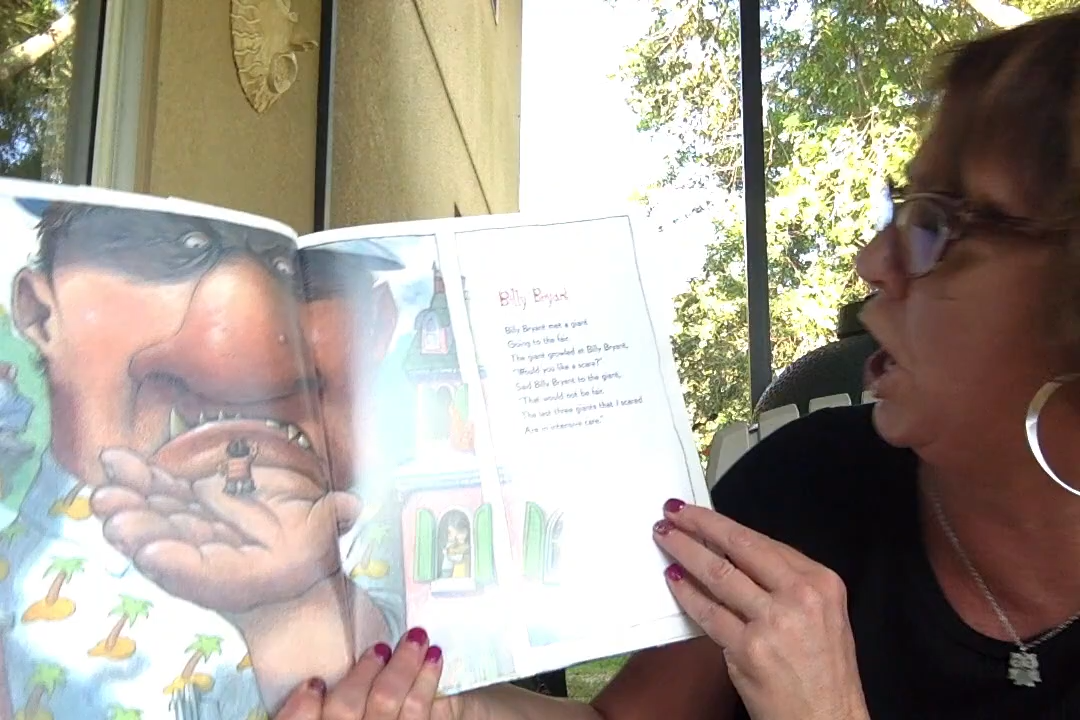 Billy Bryant
Billy Bryant met a giant
Going to the fair.
The giant growled at Billy Bryant,
"Would you like a scare?"
Said Billy Bryant to the giant,
"That would not be fair.
The last three giants that I scared
Are in intensive care."